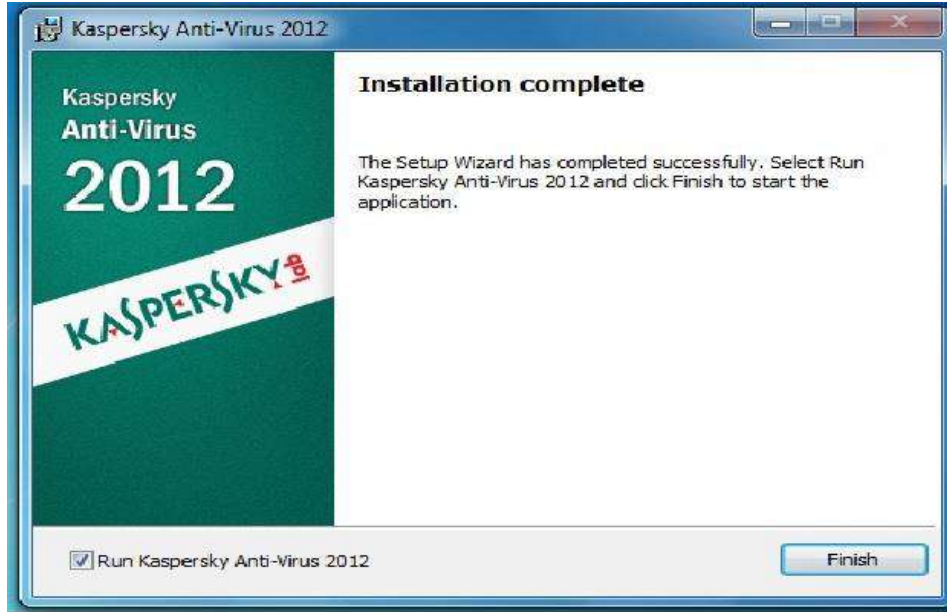 Kaspersky Anti-Virus 2012
Kaspersky
Anti-Virus
2012
KASPERSKY lab
Installation complete
The Setup Wizard has completed successfully. Select Run
Kaspersky Anti-Virus 2012 and click Finish to start the
application.
Run Kaspersky Anti-Virus 2012
Finish